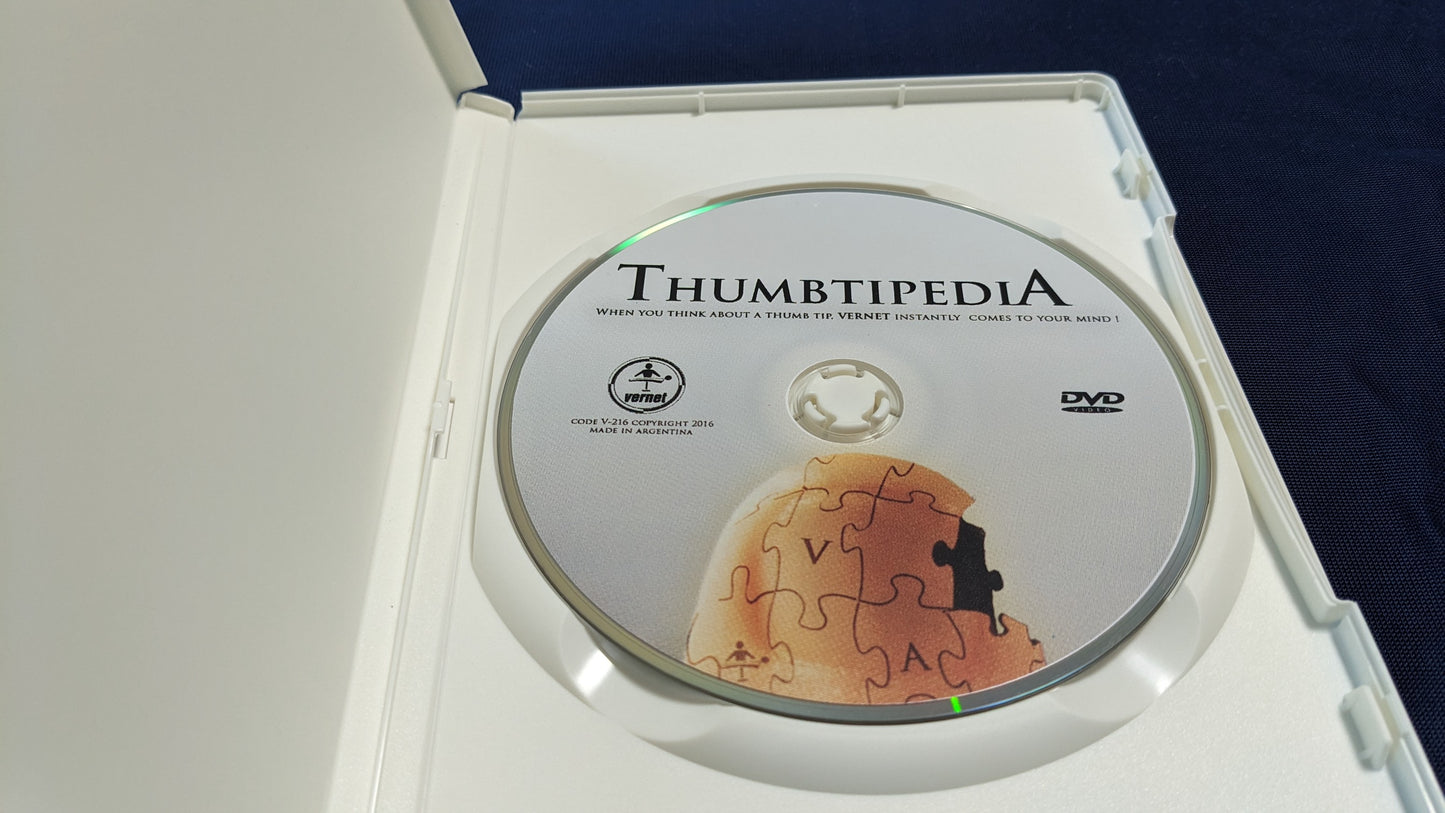 THUMBTIPEDIA
WHEN YOU THINK ABOUT A THUMB TIP, VERNET INSTANTLY COMES TO YOUR MIND !
vernet
CODE V-216 COPYRIGHT 2016
MADE IN ARGENTINA
DVD
VIDEO
V
A